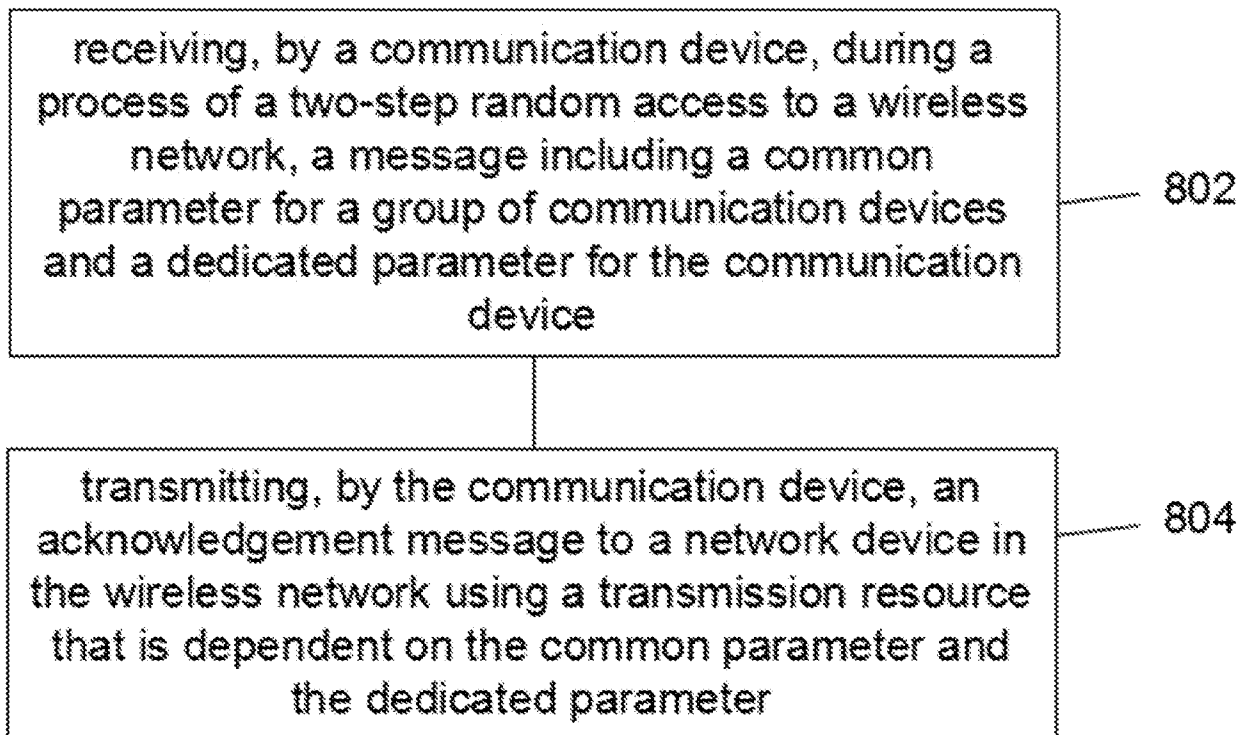 receiving, by a communication device, during a
process of a two-step random access to a wireless
network, a message including a common
parameter for a group of communication devices
and a dedicated parameter for the communication
device
802
transmitting, by the communication device, an
acknowledgement message to a network device in
the wireless network using a transmission resource
that is dependent on the common parameter and
the dedicated parameter
804